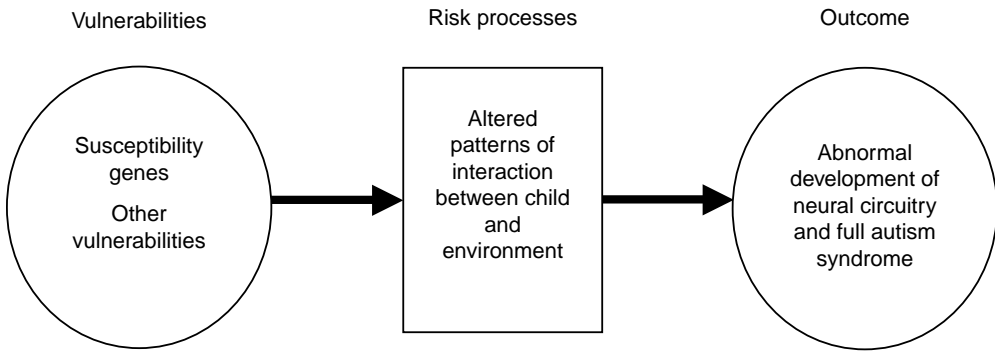 Vulnerabilities
Risk processes
Outcome
Susceptibility
genes
Other
vulnerabilities
Altered
patterns of
interaction
between child
and
environment
Abnormal
development of
neural circuitry
and full autism
syndrome